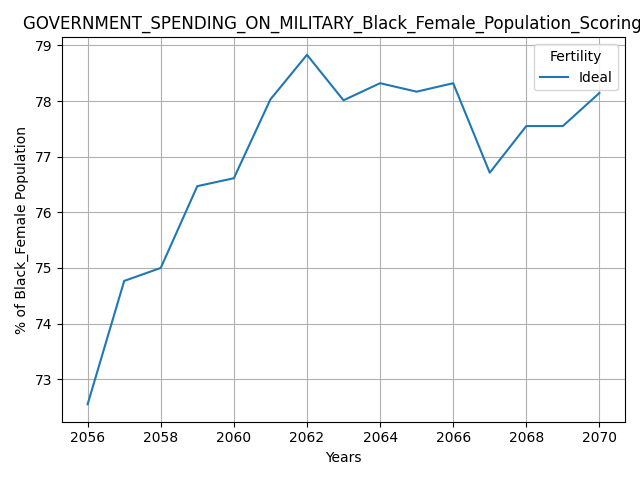 GOVERNMENT_SPENDING_ON_MILITARY_Black_Female_Population_Scoring
Fertility
Ideal
% of Black_Female Population
79
78
77
76
75
74
73
2056 2058 2060 2062 2064 2066 2068 2070
Years